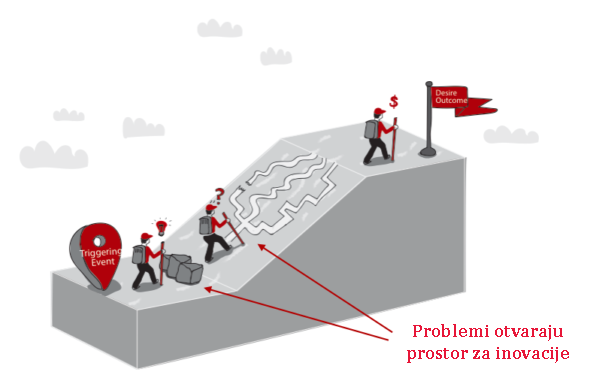 $
Desire
Outcome
?
Triggering
Event
Problemi otvaraju
prostor za inovacije